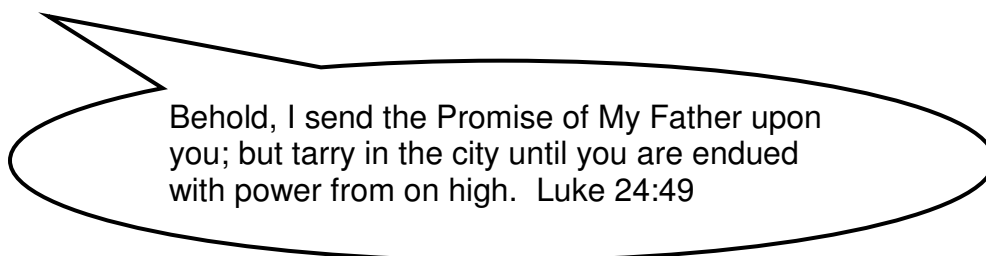 Behold, I send the Promise of My Father upon
you; but tarry in the city until you are endued
with power from on high.  Luke 24:49